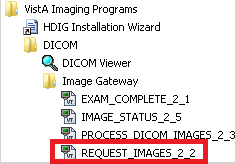 VistA Imaging Programs
HDIG Installation Wizard
DICOM
DICOM Viewer
Image Gateway
EXAM_COMPLETE_2_1
IMAGE_STATUS_2_5
PROCESS_DICOM_IMAGES_2_3
REQUEST_IMAGES_2_2